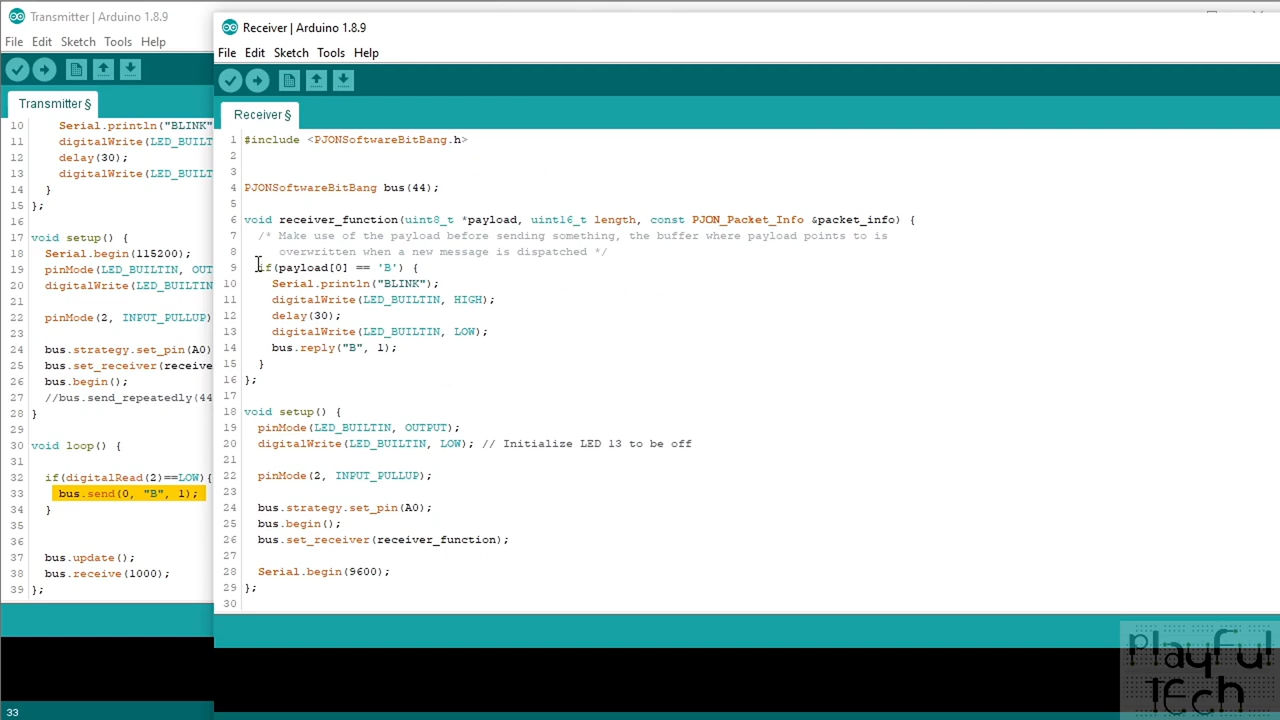 Transmitter | Arduino 1.8.9
File Edit Sketch Tools Help
Transmitter §
10 Serial.println("BLINK"
11 digitalWrite(LED_BUILT
12 delay(30);
13 digitalWrite(LED_BUILT
14 }
15 };
16
17 void setup() {
18 Serial.begin(115200);
19 pinMode(LED_BUILTIN, OUT
20 digitalWrite(LED_BUILTIN
21
22 pinMode(2, INPUT_PULLUP)
23
24 bus.strategy.set_pin(A0)
25 bus.set_receiver(receive
26 bus.begin();
27 //bus.send_repeatedly(44
28 }
29
30 void loop() {
31
32 if(digitalRead(2)==LOW){
33 bus.send(0, "B", 1);
34 }
35
36
37 bus.update();
38 bus.receive(1000);
39 };
33
Receiver | Arduino 1.8.9
File Edit Sketch Tools Help
Receiver §
1 #include <PJONSoftwareBitBang.h>
2
3
4 PJONSoftwareBitBang bus(44);
5
6 void receiver_function(uint8_t *payload, uint16_t length, const PJON_Packet_Info &packet_info) {
7 /* Make use of the payload before sending something, the buffer where payload points to is
8 overwritten when a new message is dispatched */
9 if(payload[0] == 'B') {
10 Serial.println("BLINK");
11 digitalWrite(LED_BUILTIN, HIGH);
12 delay(30);
13 digitalWrite(LED_BUILTIN, LOW);
14 bus.reply("B", 1);
15 }
16 };
17
18 void setup() {
19 pinMode(LED_BUILTIN, OUTPUT);
20 digitalWrite(LED_BUILTIN, LOW); // Initialize LED 13 to be off
21
22 pinMode(2, INPUT_PULLUP);
23
24 bus.strategy.set_pin(A0);
25 bus.begin();
26 bus.set_receiver(receiver_function);
27
28 Serial.begin(9600);
29 };
30
Playful
Tech